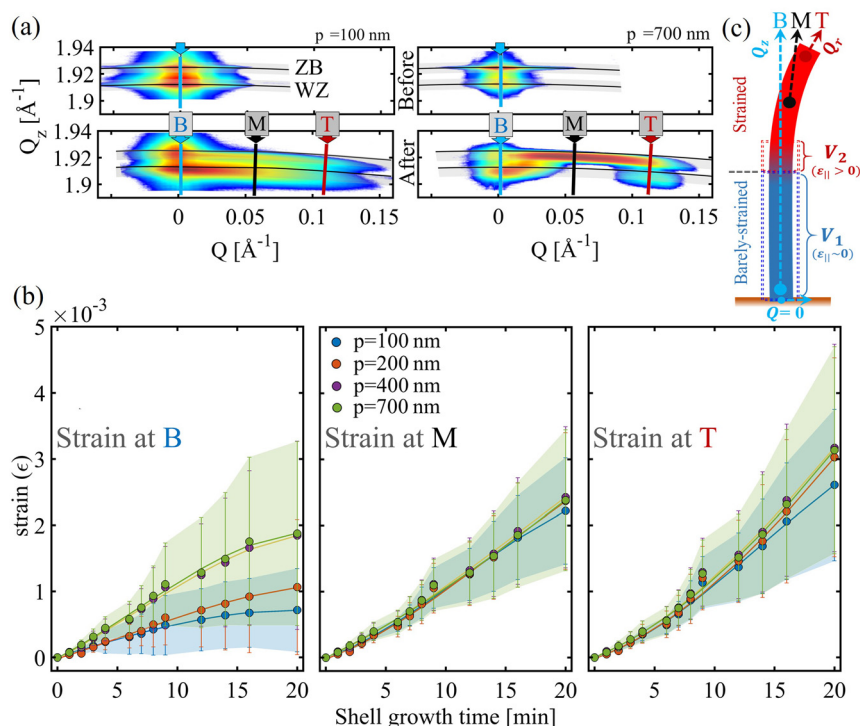 (a)
p = 100 nm
p = 700 nm
1.94
1.92
1.9
ZB
WZ
Before
Q_z [Å⁻¹]
B
M
T
B
M
T
1.94
1.92
1.9
After
0
0.05
0.1
0.15
0
0.05
0.1
0.15
Q [Å⁻¹]
Q [Å⁻¹]
(c)
B
M
T
Q_z
Q_r
Strained
V₂
(ε_|| > 0)
Barely-strained
V₁
(ε_||~0)
Q = 0
(b)
×10⁻³
5
4
3
2
1
0
strain (ϵ)
Strain at B
p=100 nm
p=200 nm
p=400 nm
p=700 nm
Strain at M
Strain at T
5
10
15
20
5
10
15
20
5
10
15
20
Shell growth time [min]